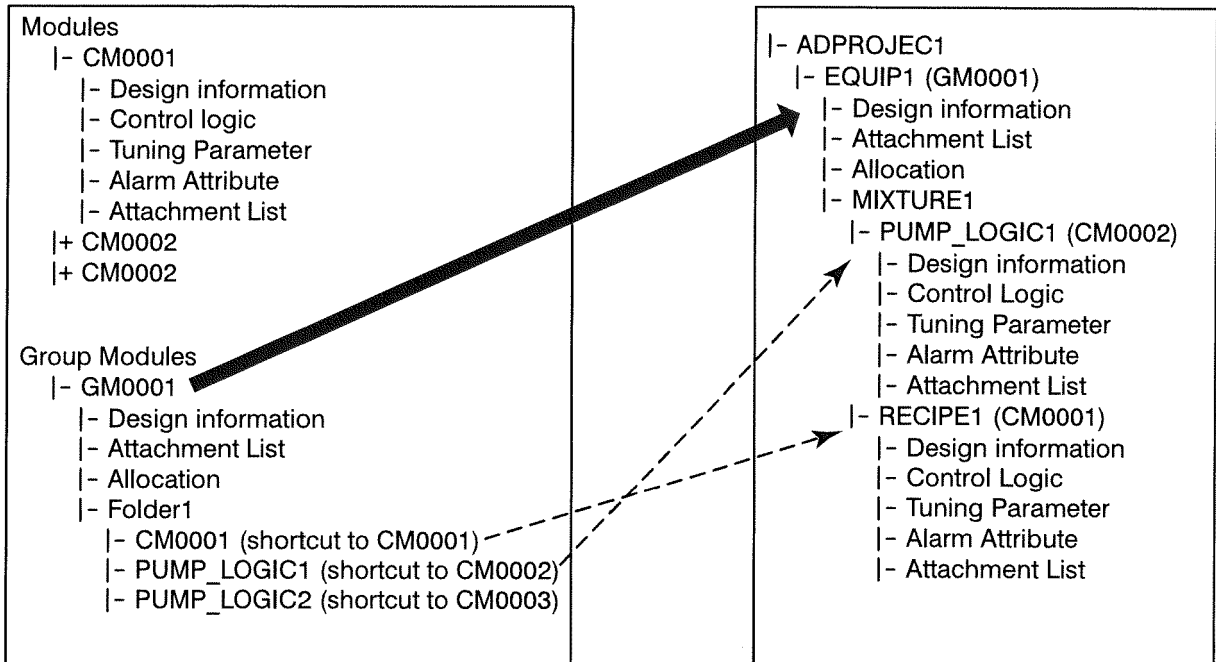 Modules
|- CM0001
|- Design information
|- Control logic
|- Tuning Parameter
|- Alarm Attribute
|- Attachment List
|+ CM0002
|+ CM0002
Group Modules
|- GM0001
|- Design information
|- Attachment List
|- Allocation
|- Folder1
|- CM0001 (shortcut to CM0001)
|- PUMP_LOGIC1 (shortcut to CM0002)
|- PUMP_LOGIC2 (shortcut to CM0003)
|- ADPROJEC1
|- EQUIP1 (GM0001)
|- Design information
|- Attachment List
|- Allocation
|- MIXTURE1
|- PUMP_LOGIC1 (CM0002)
|- Design information
|- Control Logic
|- Tuning Parameter
|- Alarm Attribute
|- Attachment List
|- RECIPE1 (CM0001)
|- Design information
|- Control Logic
|- Tuning Parameter
|- Alarm Attribute
|- Attachment List